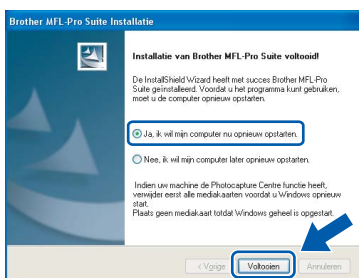 Brother MFL-Pro Suite Installatie
Installatie van Brother MFL-Pro Suite voltooid!
De InstallShield Wizard heeft met succes Brother MFL-Pro
Suite geïnstalleerd. Voordat u het programma kunt gebruiken,
moet u de computer opnieuw opstarten.
Ja, ik wil mijn computer nu opnieuw opstarten.
Nee, ik wil mijn computer later opnieuw opstarten.
Indien uw machine de Photocapture Centre functie heeft,
verwijder eerst alle mediakaarten voordat u Windows opnieuw
start.
Plaats geen mediakaart totdat Windows geheel is opgestart.
< Vorige
Voltooien
Annuleren